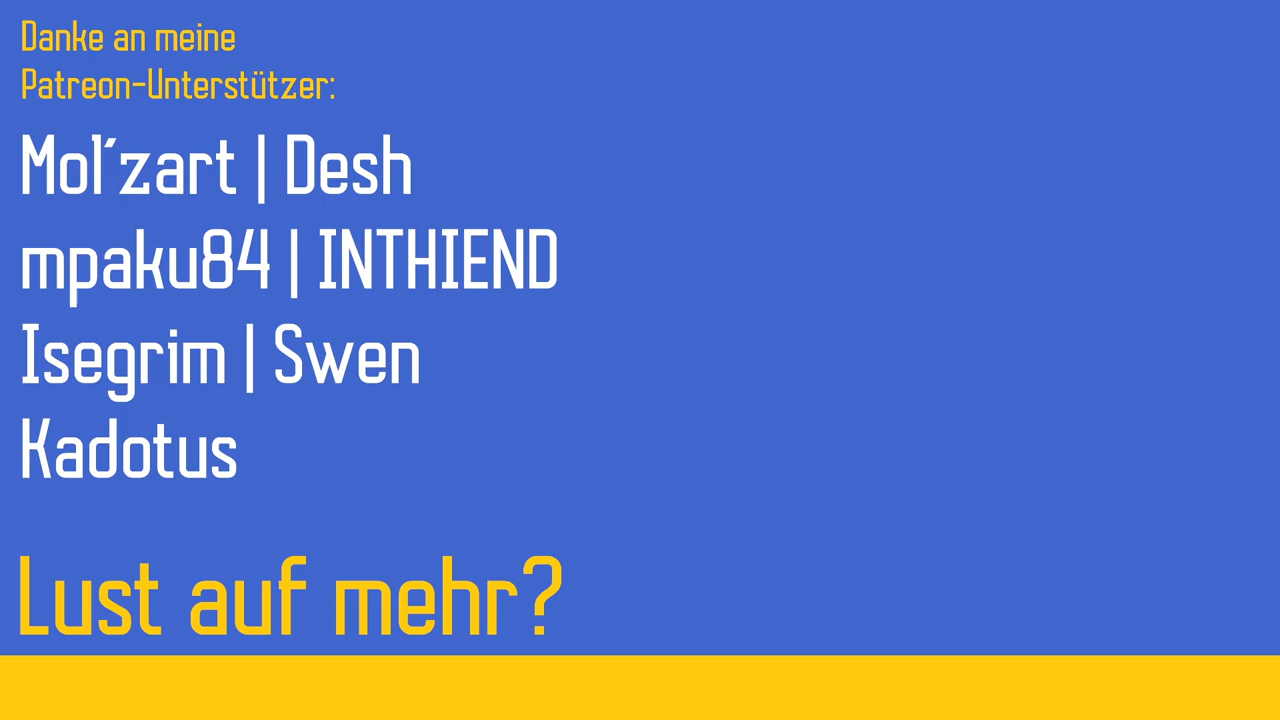 Danke an meine
Patreon-Unterstützer:
Mol´zart | Desh
mpaku84 | INTHIEND
Isegrim | Swen
Kadotus
Lust auf mehr?